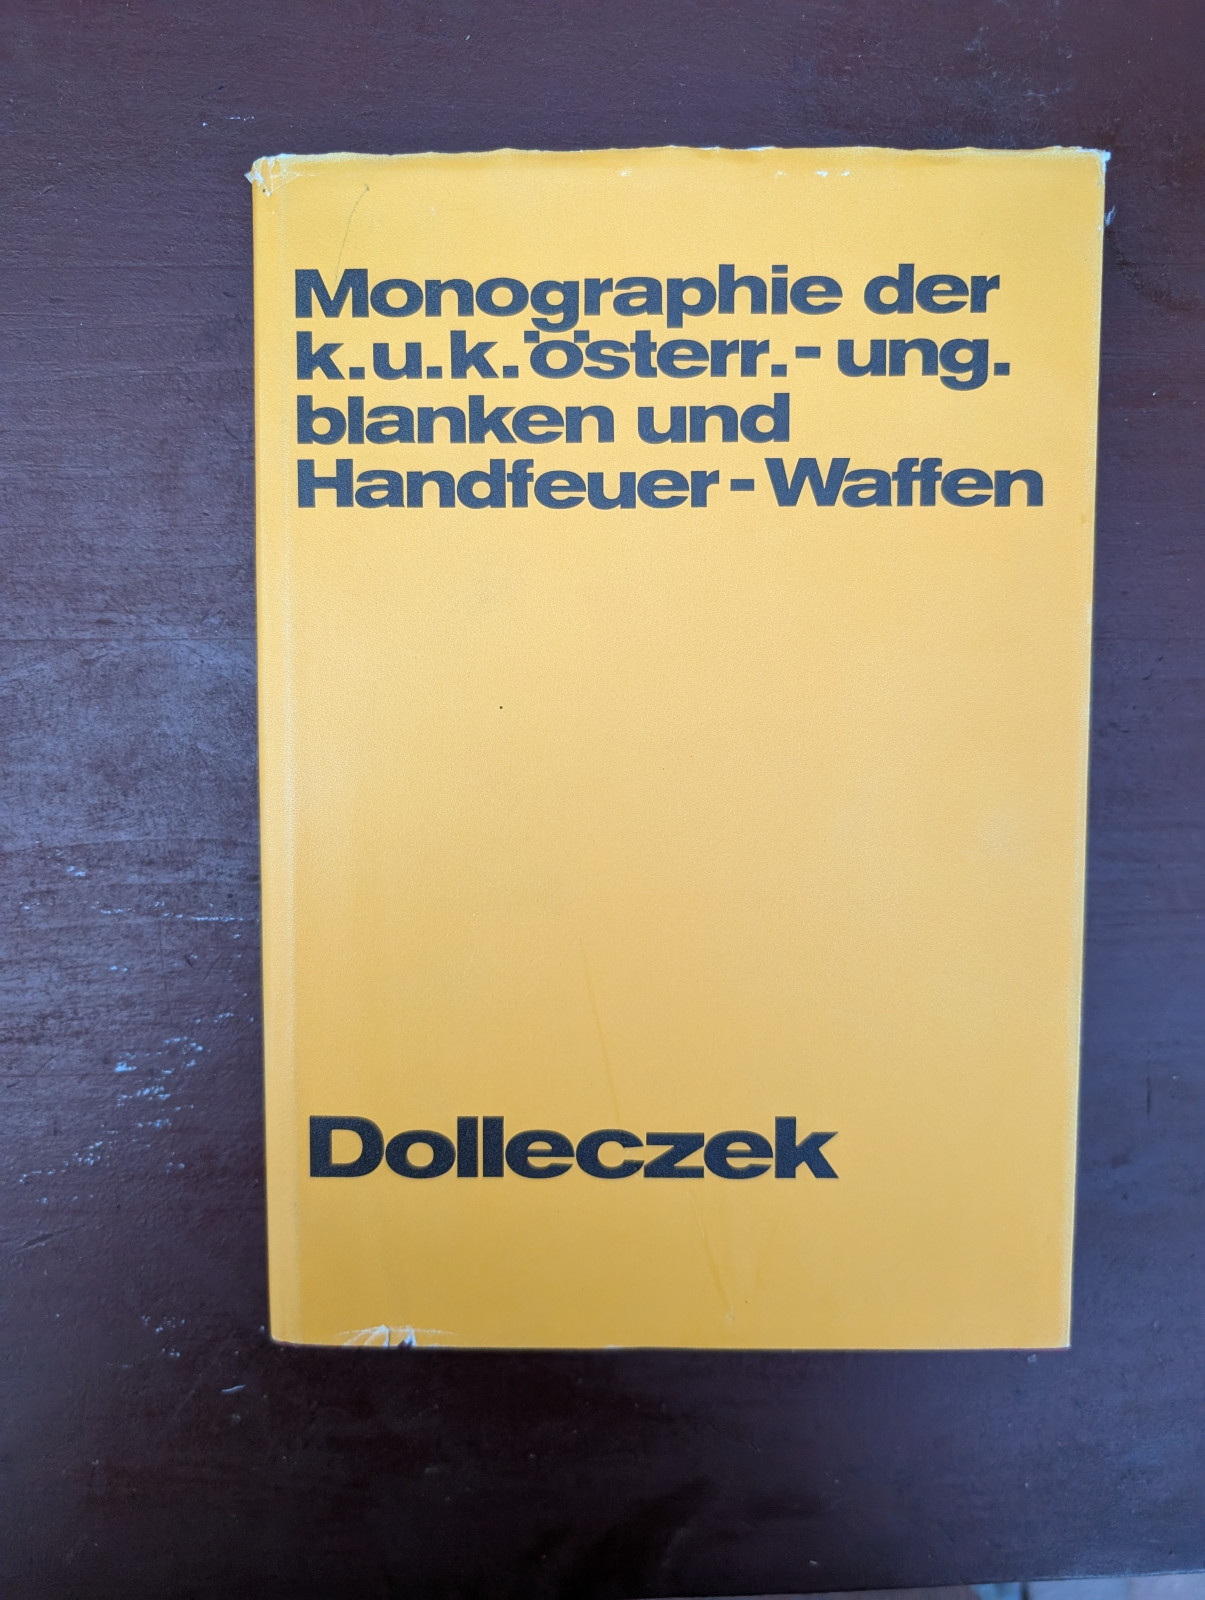 Monographie der
k.u.k. österr.-ung.
blanken und
Handfeuer-Waffen
Dolleczek